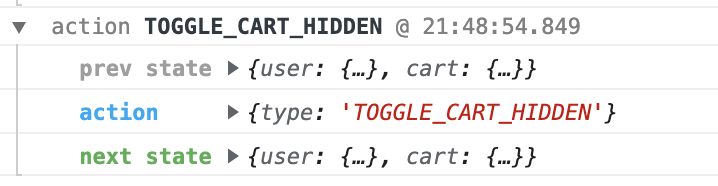 ▼ action TOGGLE_CART_HIDDEN @ 21:48:54.849
prev state ▶ {user: {…}, cart: {…}}
action ▶ {type: 'TOGGLE_CART_HIDDEN'}
next state ▶ {user: {…}, cart: {…}}